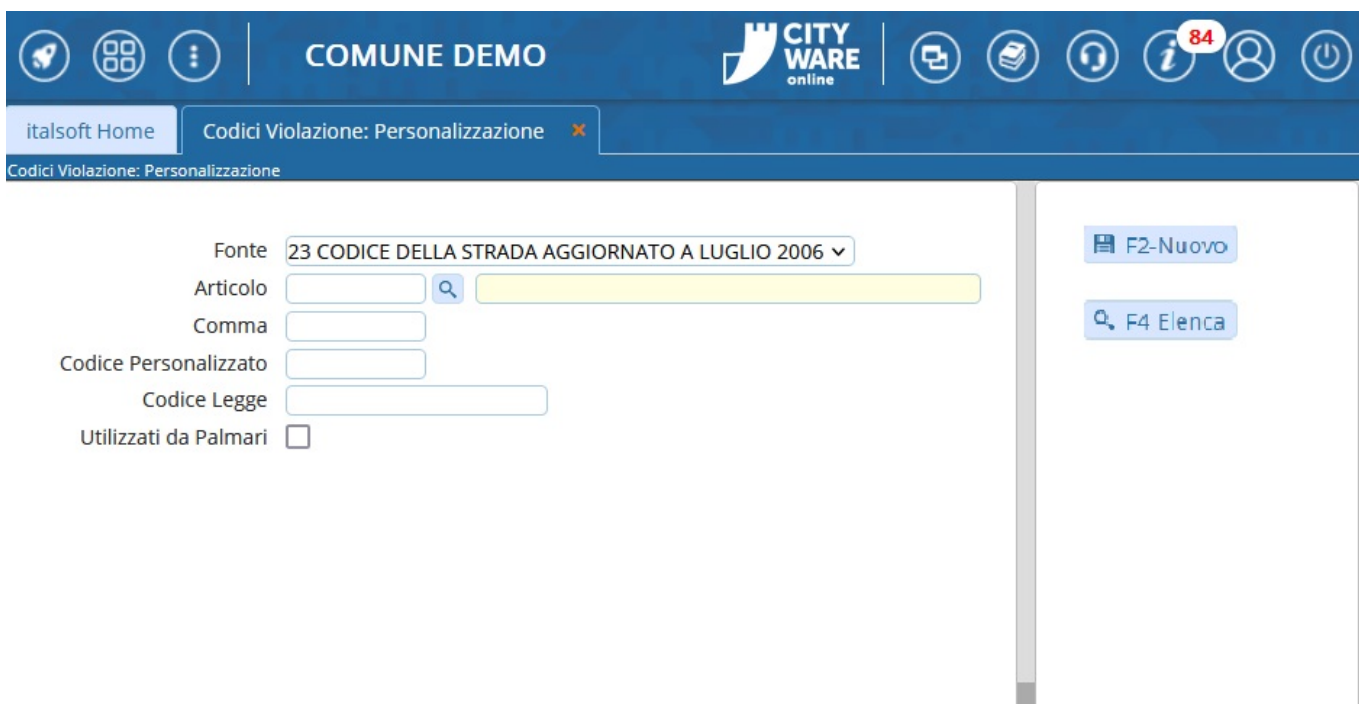 COMUNE DEMO
CITY
WARE
online
84
italsoft Home
Codici Violazione: Personalizzazione
Codici Violazione: Personalizzazione
Fonte 23 CODICE DELLA STRADA AGGIORNATO A LUGLIO 2006
F2-Nuovo
Articolo
Comma
F4 Elenca
Codice Personalizzato
Codice Legge
Utilizzati da Palmari